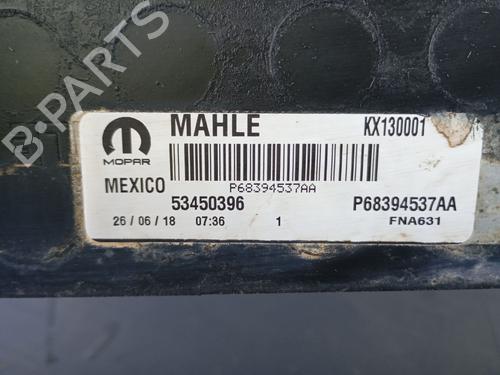 B-PARTS
MAHLE KX130001
MOPAR
P68394537AA
MEXICO 53450396 P68394537AA
26/06/18 07:36 1 FNA631